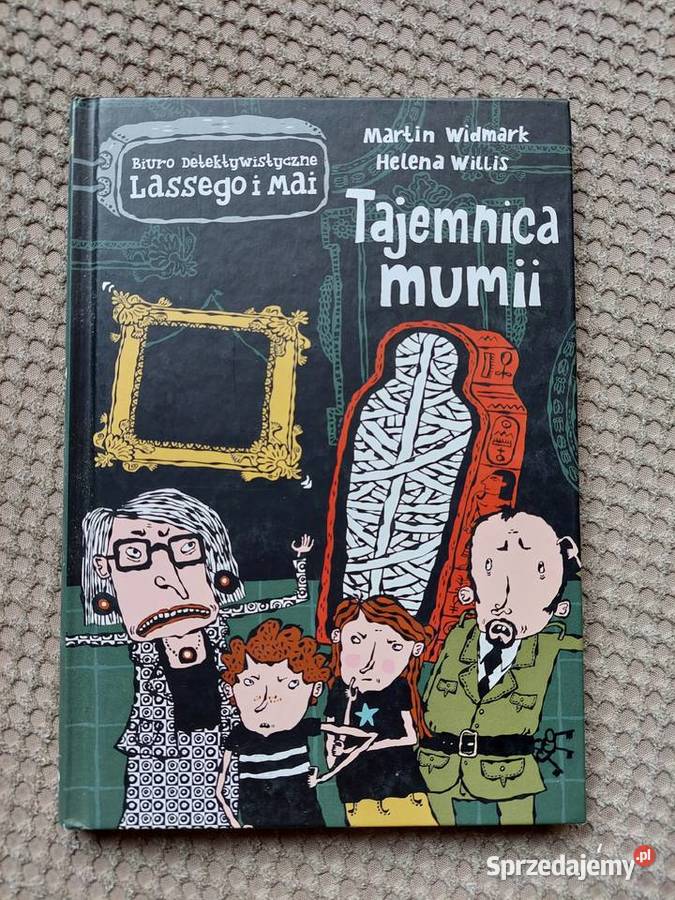 Biuro Detektywistyczne
Lassego i Mai
Martin Widmark
Helena Willis
Tajemnica
mumii
Sprzedajemy.pl